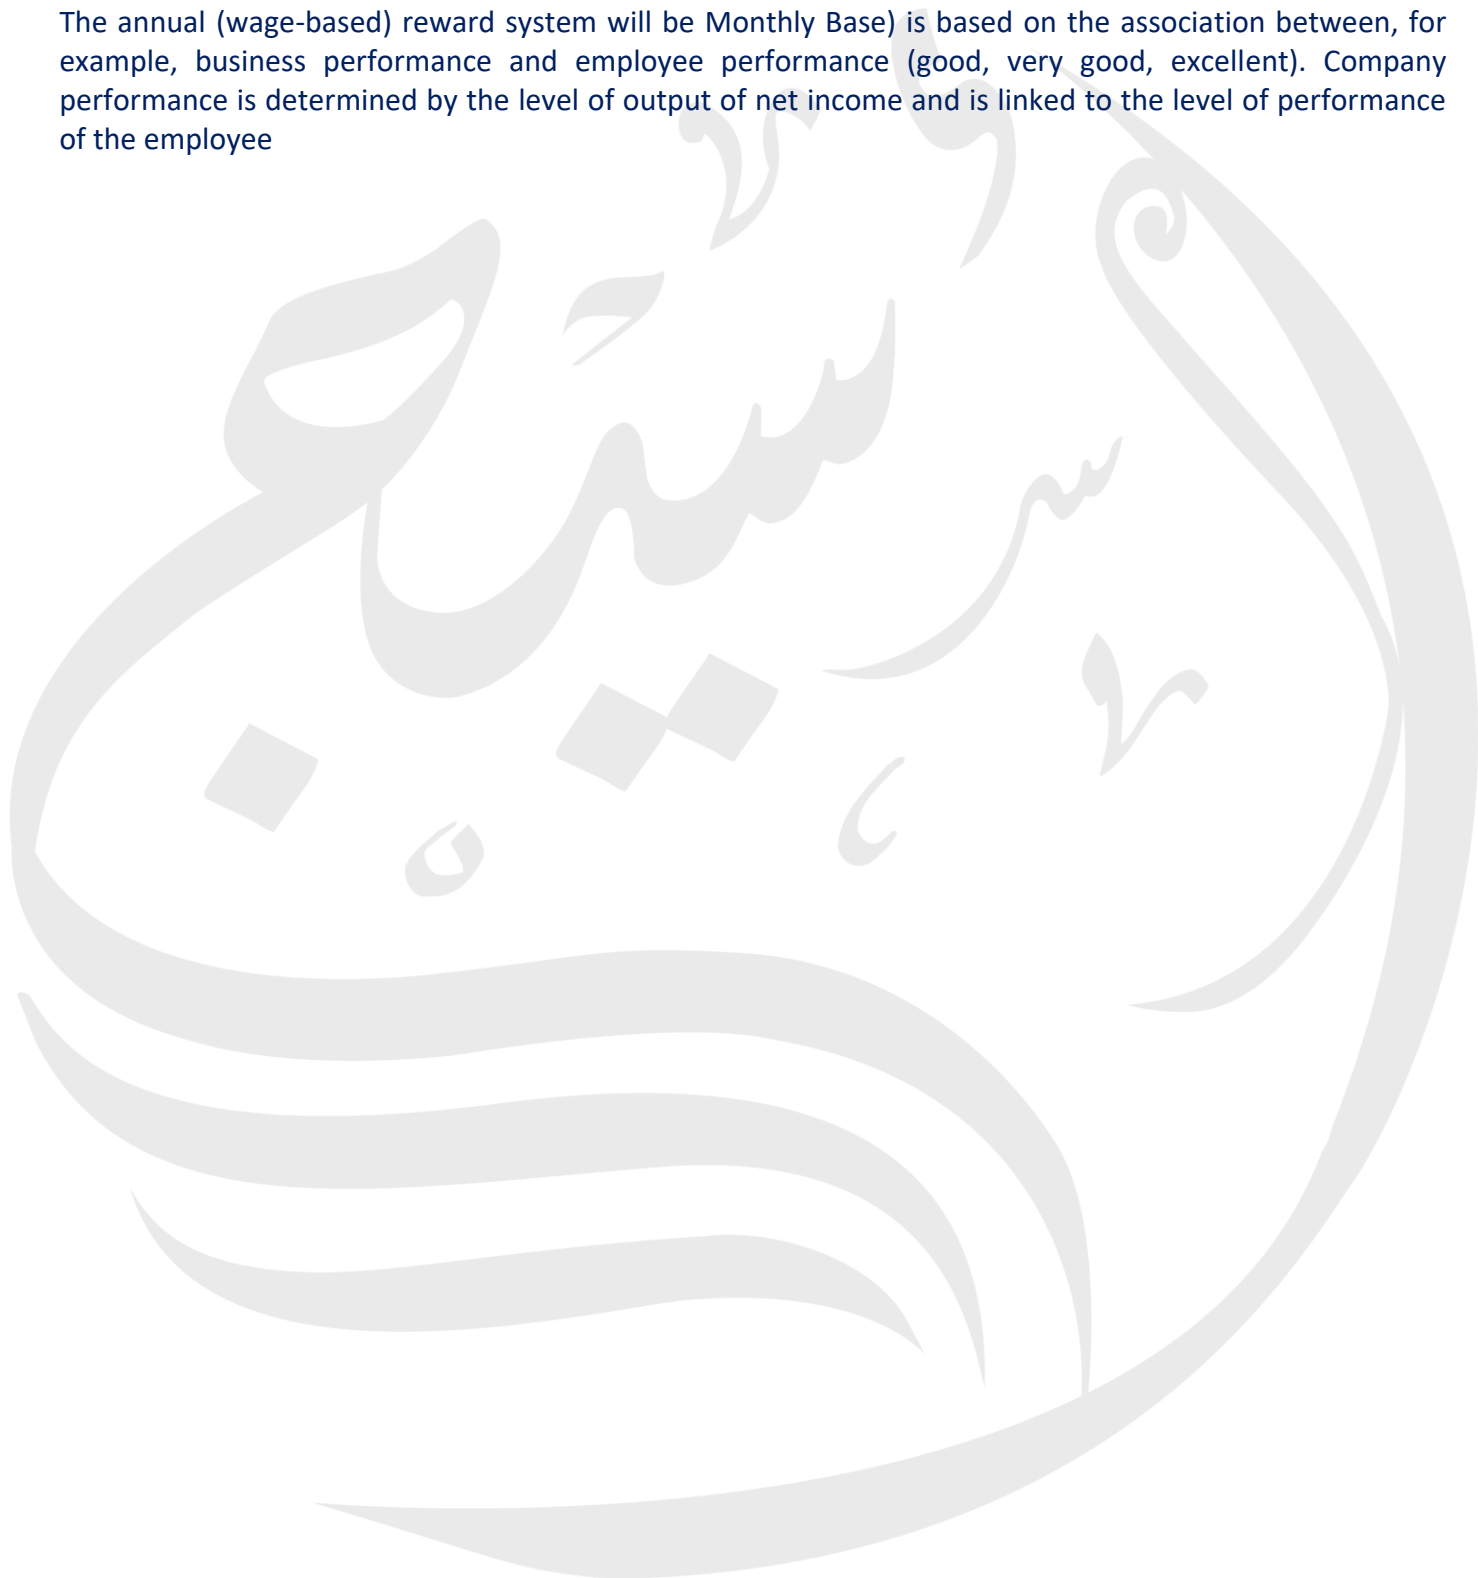 The annual (wage-based) reward system will be Monthly Base) is based on the association between, for
example, business performance and employee performance (good, very good, excellent). Company
performance is determined by the level of output of net income and is linked to the level of performance
of the employee